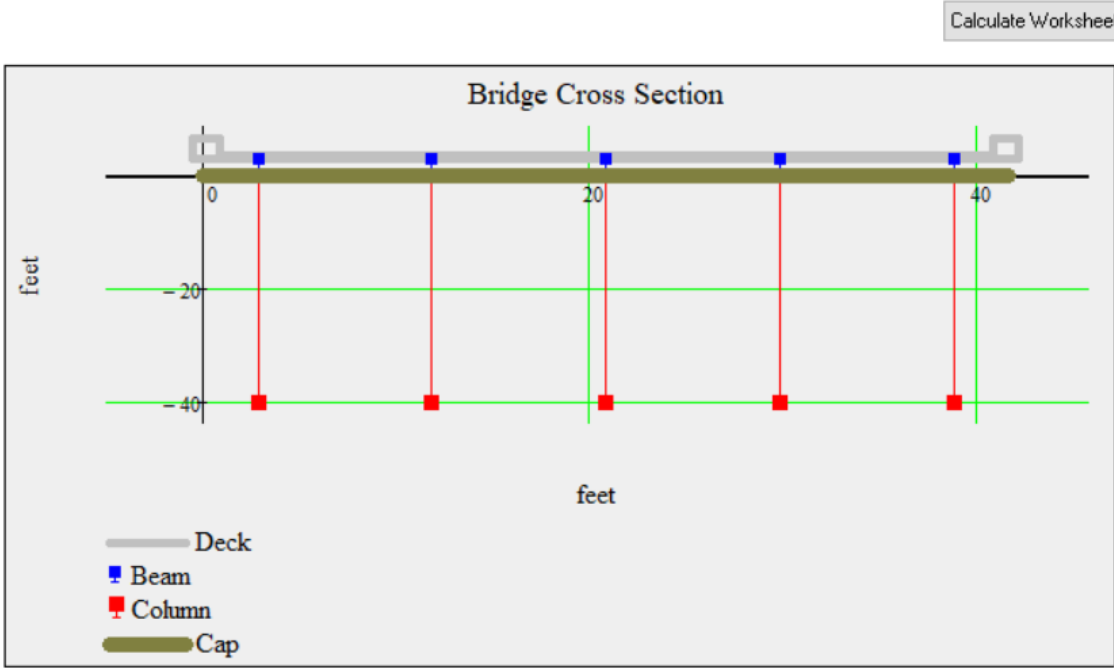 Calculate Workshee
Bridge Cross Section
0
20
40
feet
– 20
– 40
feet
Deck
Beam
Column
Cap